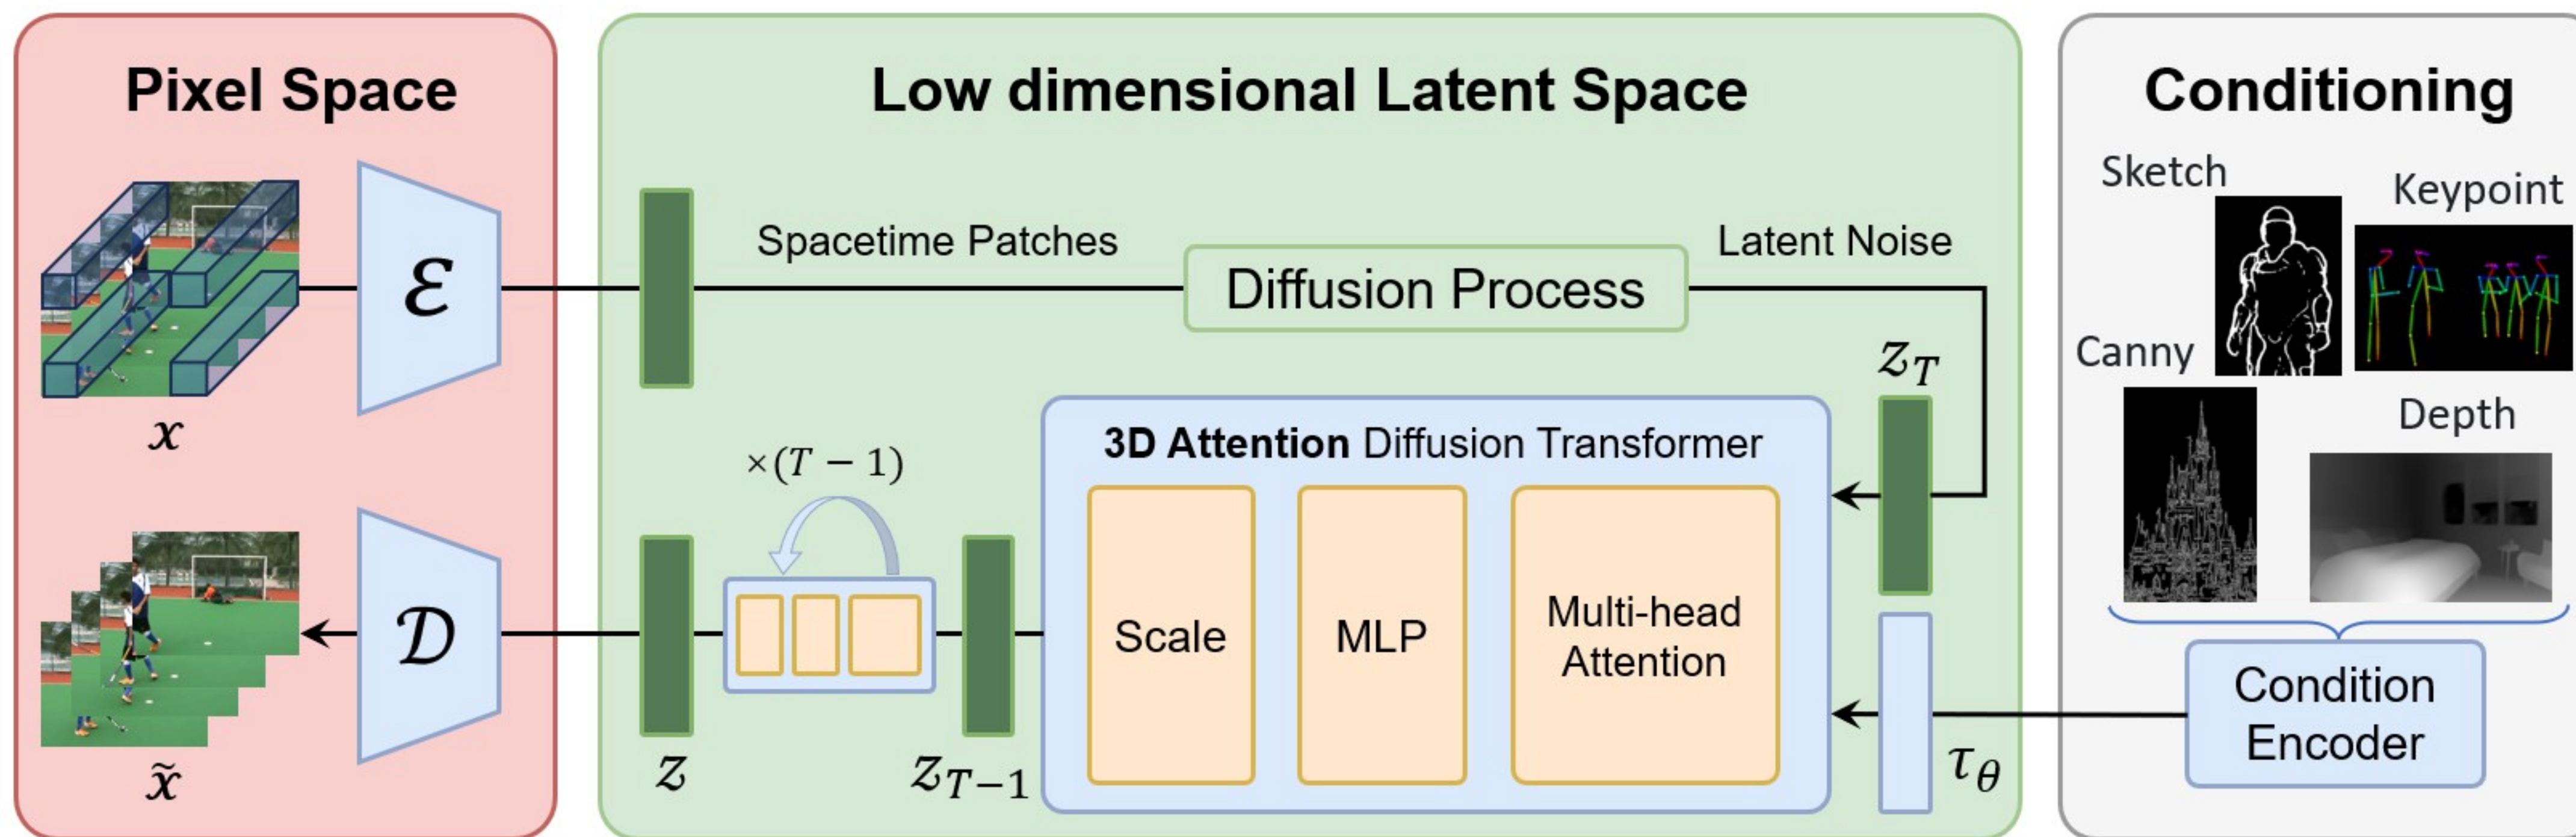 Pixel Space
ℰ
x
𝒟
x̃
Low dimensional Latent Space
Spacetime Patches
Diffusion Process
Latent Noise
z_T
3D Attention Diffusion Transformer
Scale
MLP
Multi-head
Attention
×(T − 1)
z
z_{T−1}
τ_θ
Conditioning
Sketch
Keypoint
Canny
Depth
Condition
Encoder